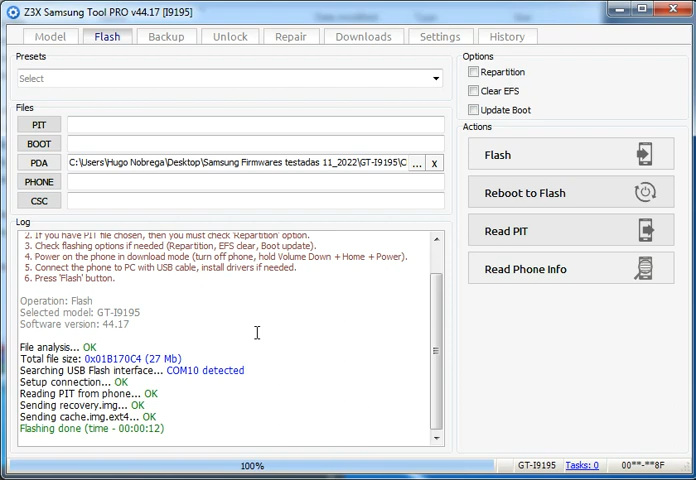 Z3X Samsung Tool PRO v44.17 [I9195]
Model Flash Backup Unlock Repair Downloads Settings History
Presets
Select
Files
PIT
BOOT
PDA C:\Users\Hugo Nobrega\Desktop\Samsung Firmwares testadas 11_2022\GT-I9195\C ... x
PHONE
CSC
Log
2. If you have PIT file chosen, then you must check 'Repartition' option.
3. Check flashing options if needed (Repartition, EFS clear, Boot update).
4. Power on the phone in download mode (turn off phone, hold Volume Down + Home + Power).
5. Connect the phone to PC with USB cable, install drivers if needed.
6. Press 'Flash' button.
Operation: Flash
Selected model: GT-I9195
Software version: 44.17
File analysis... OK
Total file size: 0x01B170C4 (27 Mb)
Searching USB Flash interface... COM10 detected
Setup connection... OK
Reading PIT from phone... OK
Sending recovery.img... OK
Sending cache.img.ext4... OK
Flashing done (time - 00:00:12)
Options
Repartition
Clear EFS
Update Boot
Actions
Flash
Reboot to Flash
Read PIT
Read Phone Info
100% GT-I9195 Tasks: 0 00**-**8F